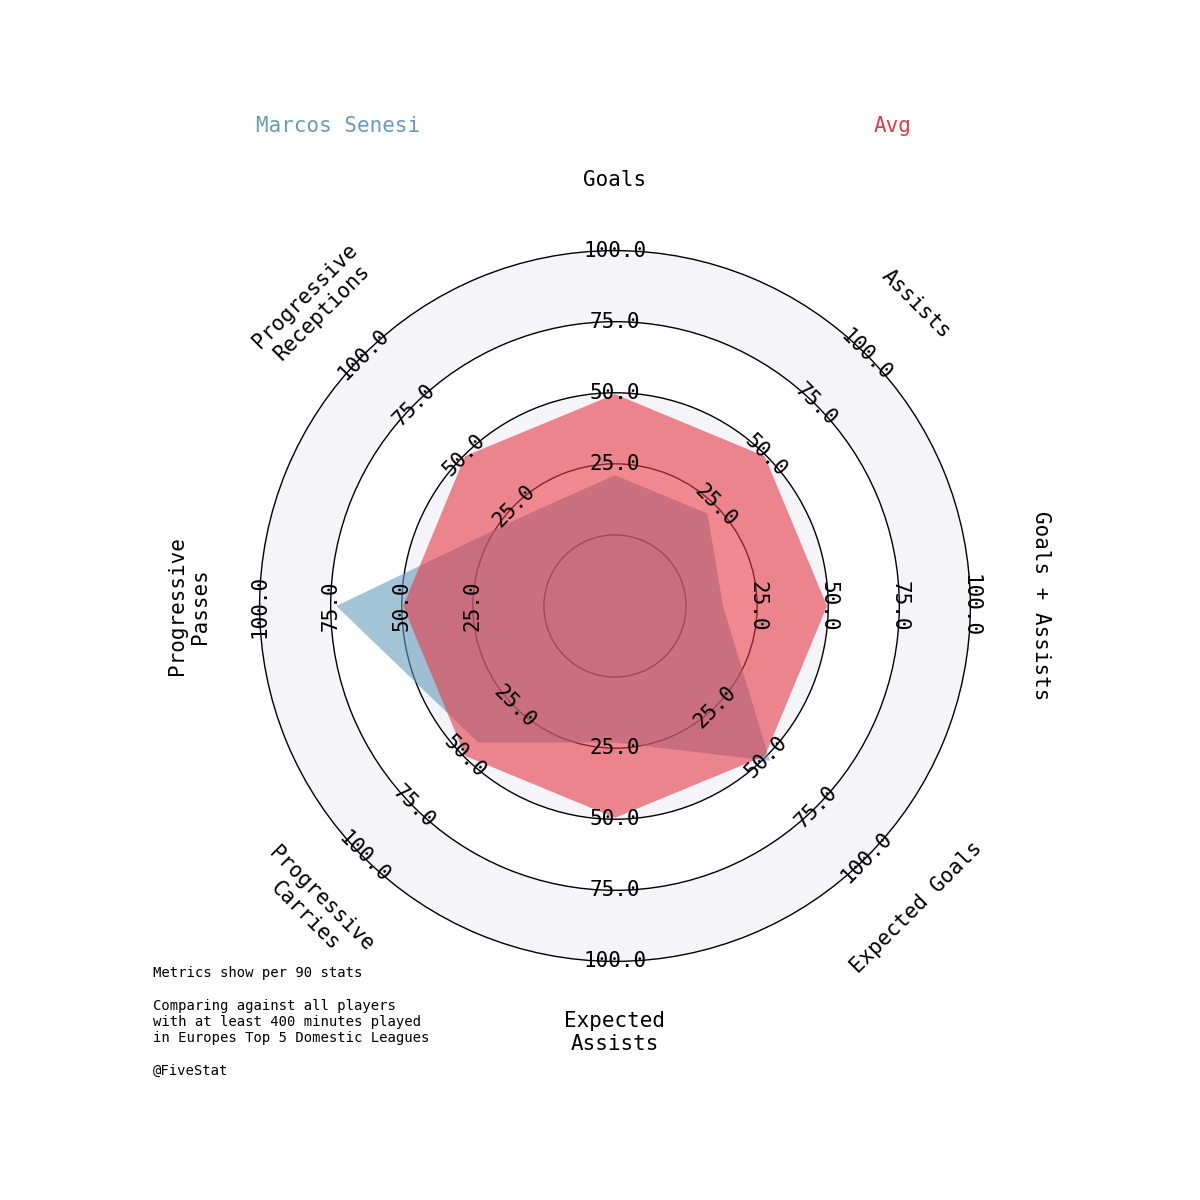 Marcos Senesi
Avg
Goals
100.0
75.0
50.0
25.0
Assists
100.0
75.0
50.0
25.0
Goals + Assists
100.0
75.0
50.0
25.0
Expected Goals
100.0
75.0
50.0
25.0
Expected
Assists
100.0
75.0
50.0
25.0
Progressive
Carries
100.0
75.0
50.0
25.0
Progressive
Passes
100.0
75.0
50.0
25.0
Progressive
Receptions
100.0
75.0
50.0
25.0
Metrics show per 90 stats
Comparing against all players
with at least 400 minutes played
in Europes Top 5 Domestic Leagues
@FiveStat